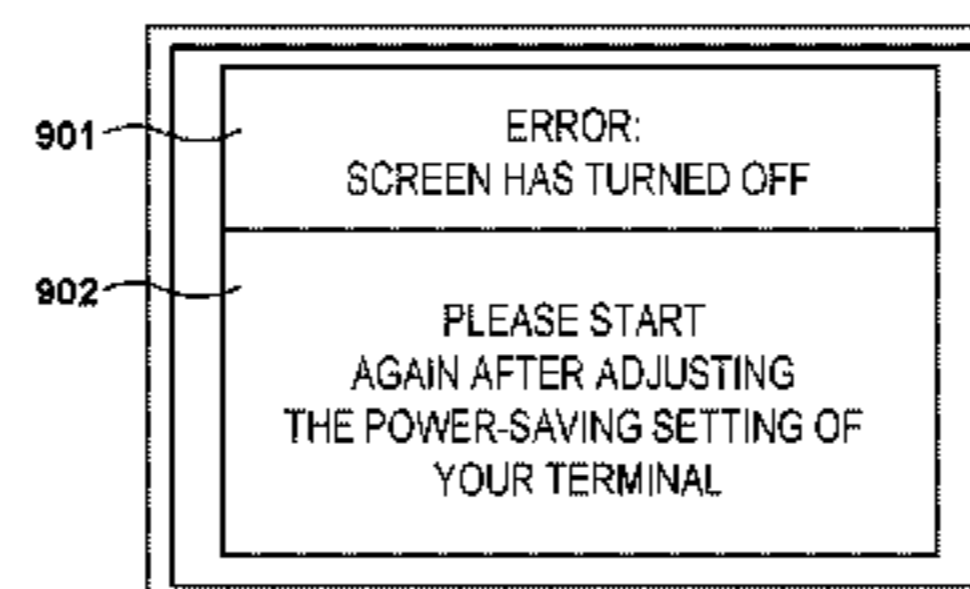 901
ERROR:
SCREEN HAS TURNED OFF
902
PLEASE START
AGAIN AFTER ADJUSTING
THE POWER-SAVING SETTING OF
YOUR TERMINAL